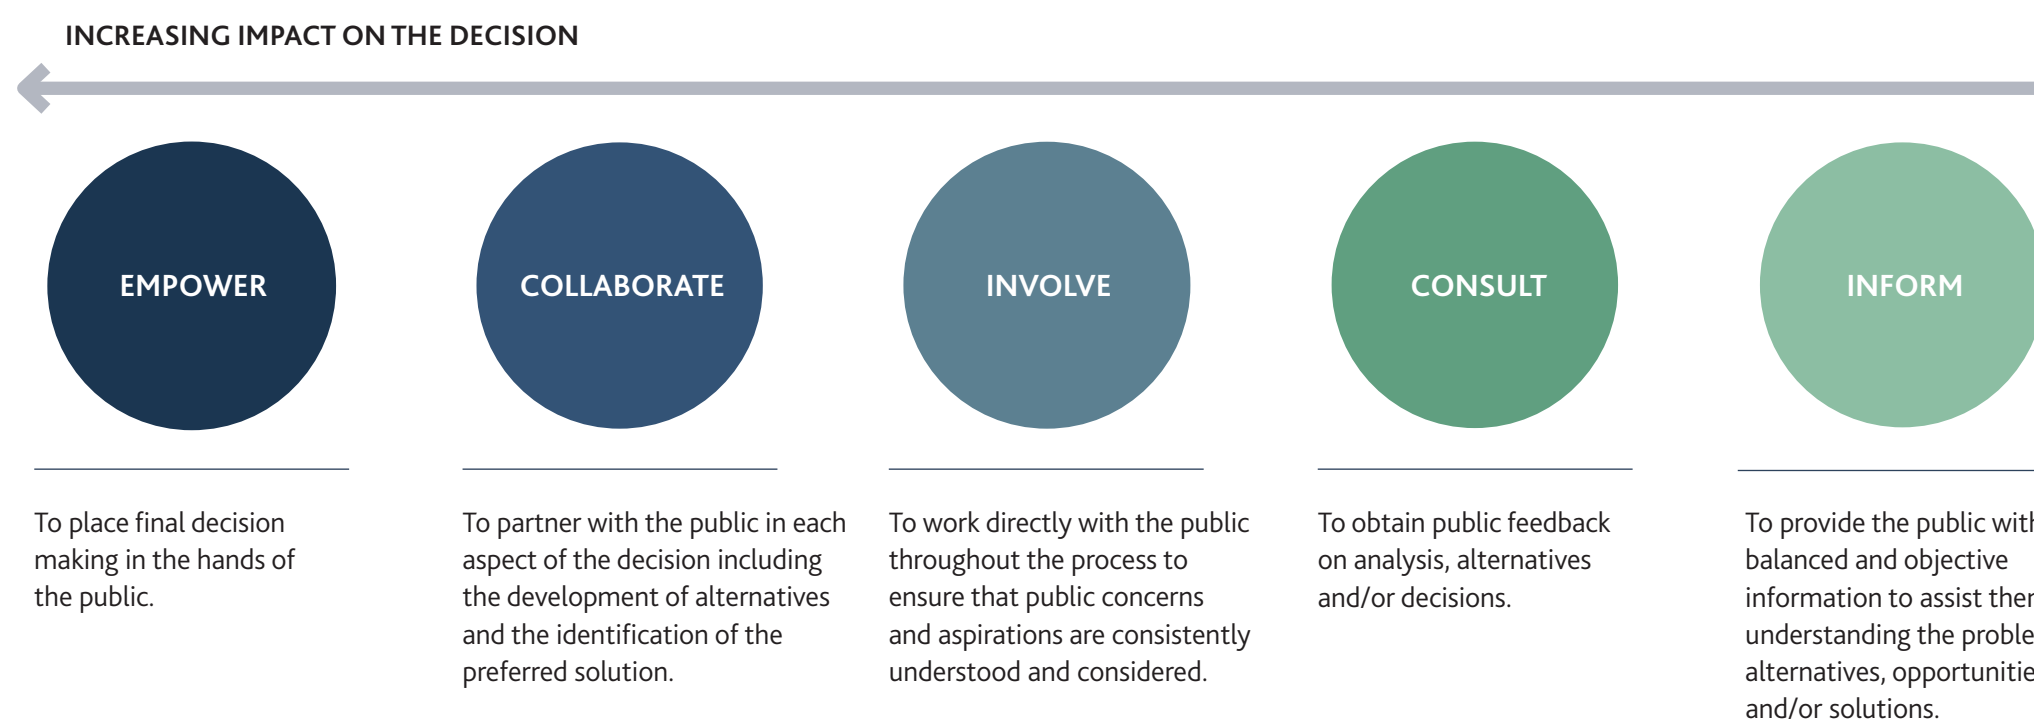 INCREASING IMPACT ON THE DECISION
EMPOWER
To place final decision
making in the hands of
the public.
COLLABORATE
To partner with the public in each
aspect of the decision including
the development of alternatives
and the identification of the
preferred solution.
INVOLVE
To work directly with the public
throughout the process to
ensure that public concerns
and aspirations are consistently
understood and considered.
CONSULT
To obtain public feedback
on analysis, alternatives
and/or decisions.
INFORM
To provide the public
balanced and objective
information to assist
understanding the
alternatives,
and/or solutions.